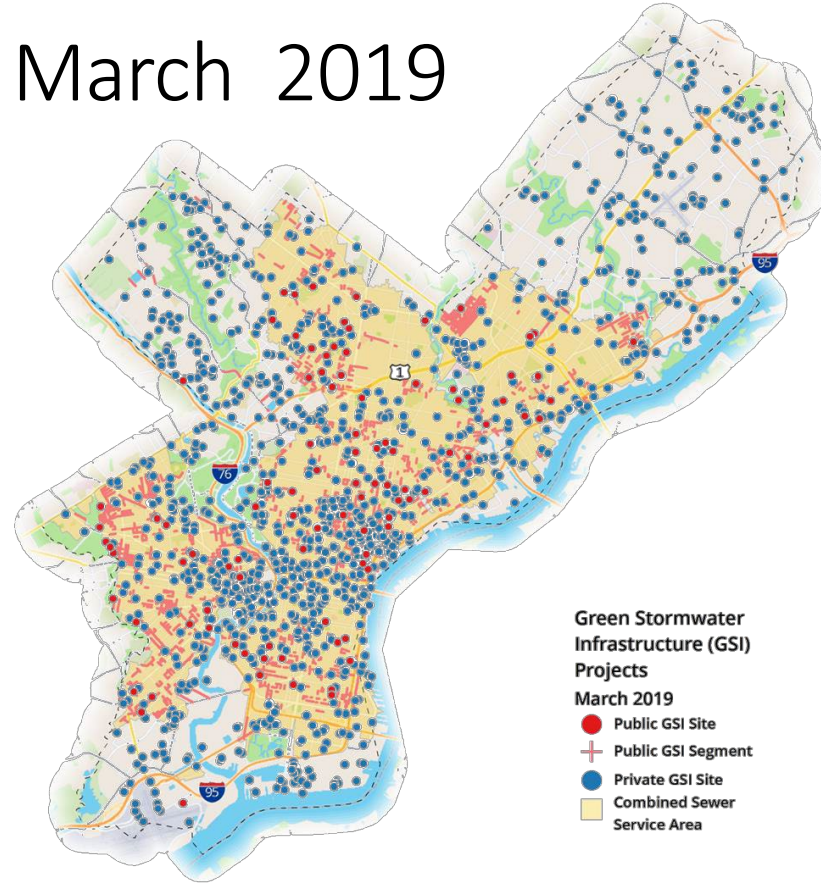 March 2019
95
1
76
95
Green Stormwater
Infrastructure (GSI)
Projects
March 2019
Public GSI Site
Public GSI Segment
Private GSI Site
Combined Sewer
Service Area